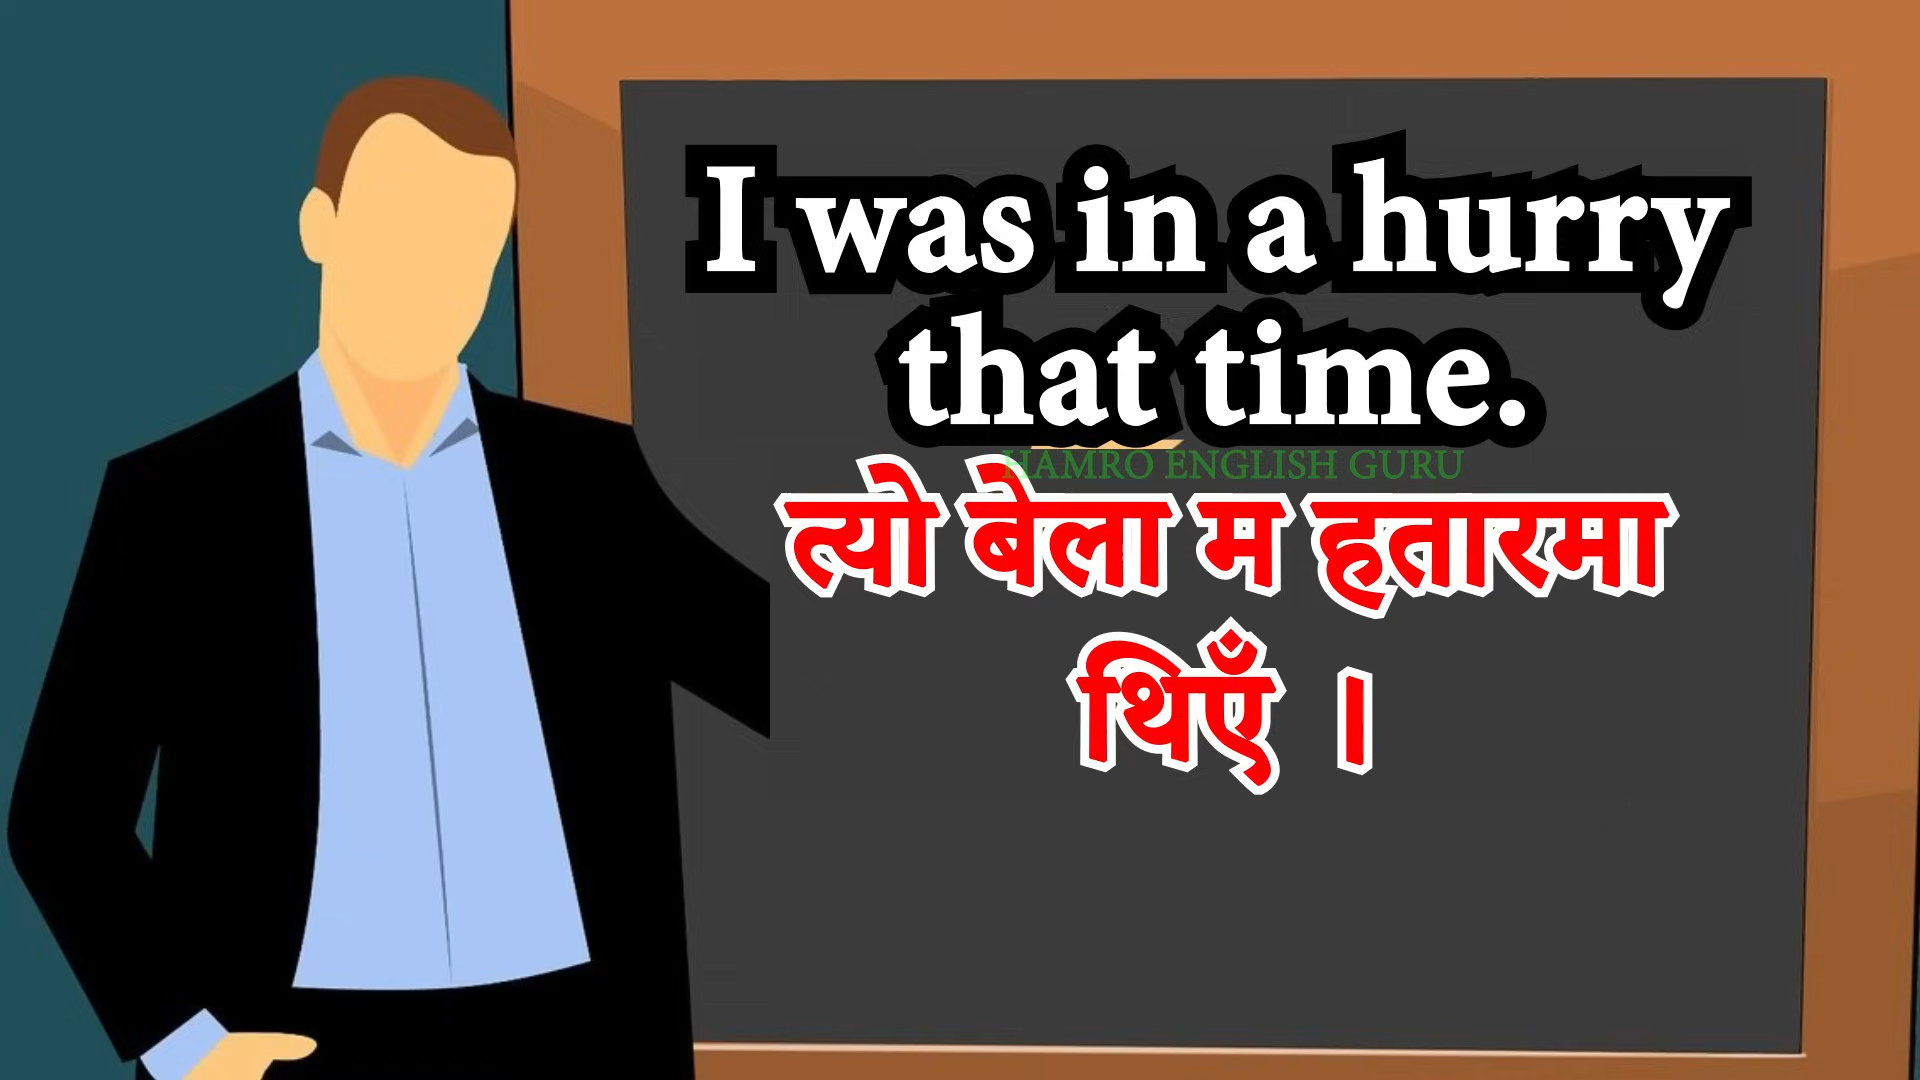 I was in a hurry
that time.
HAMRO ENGLISH GURU
त्यो बेला म हतारमा
थिएँ ।